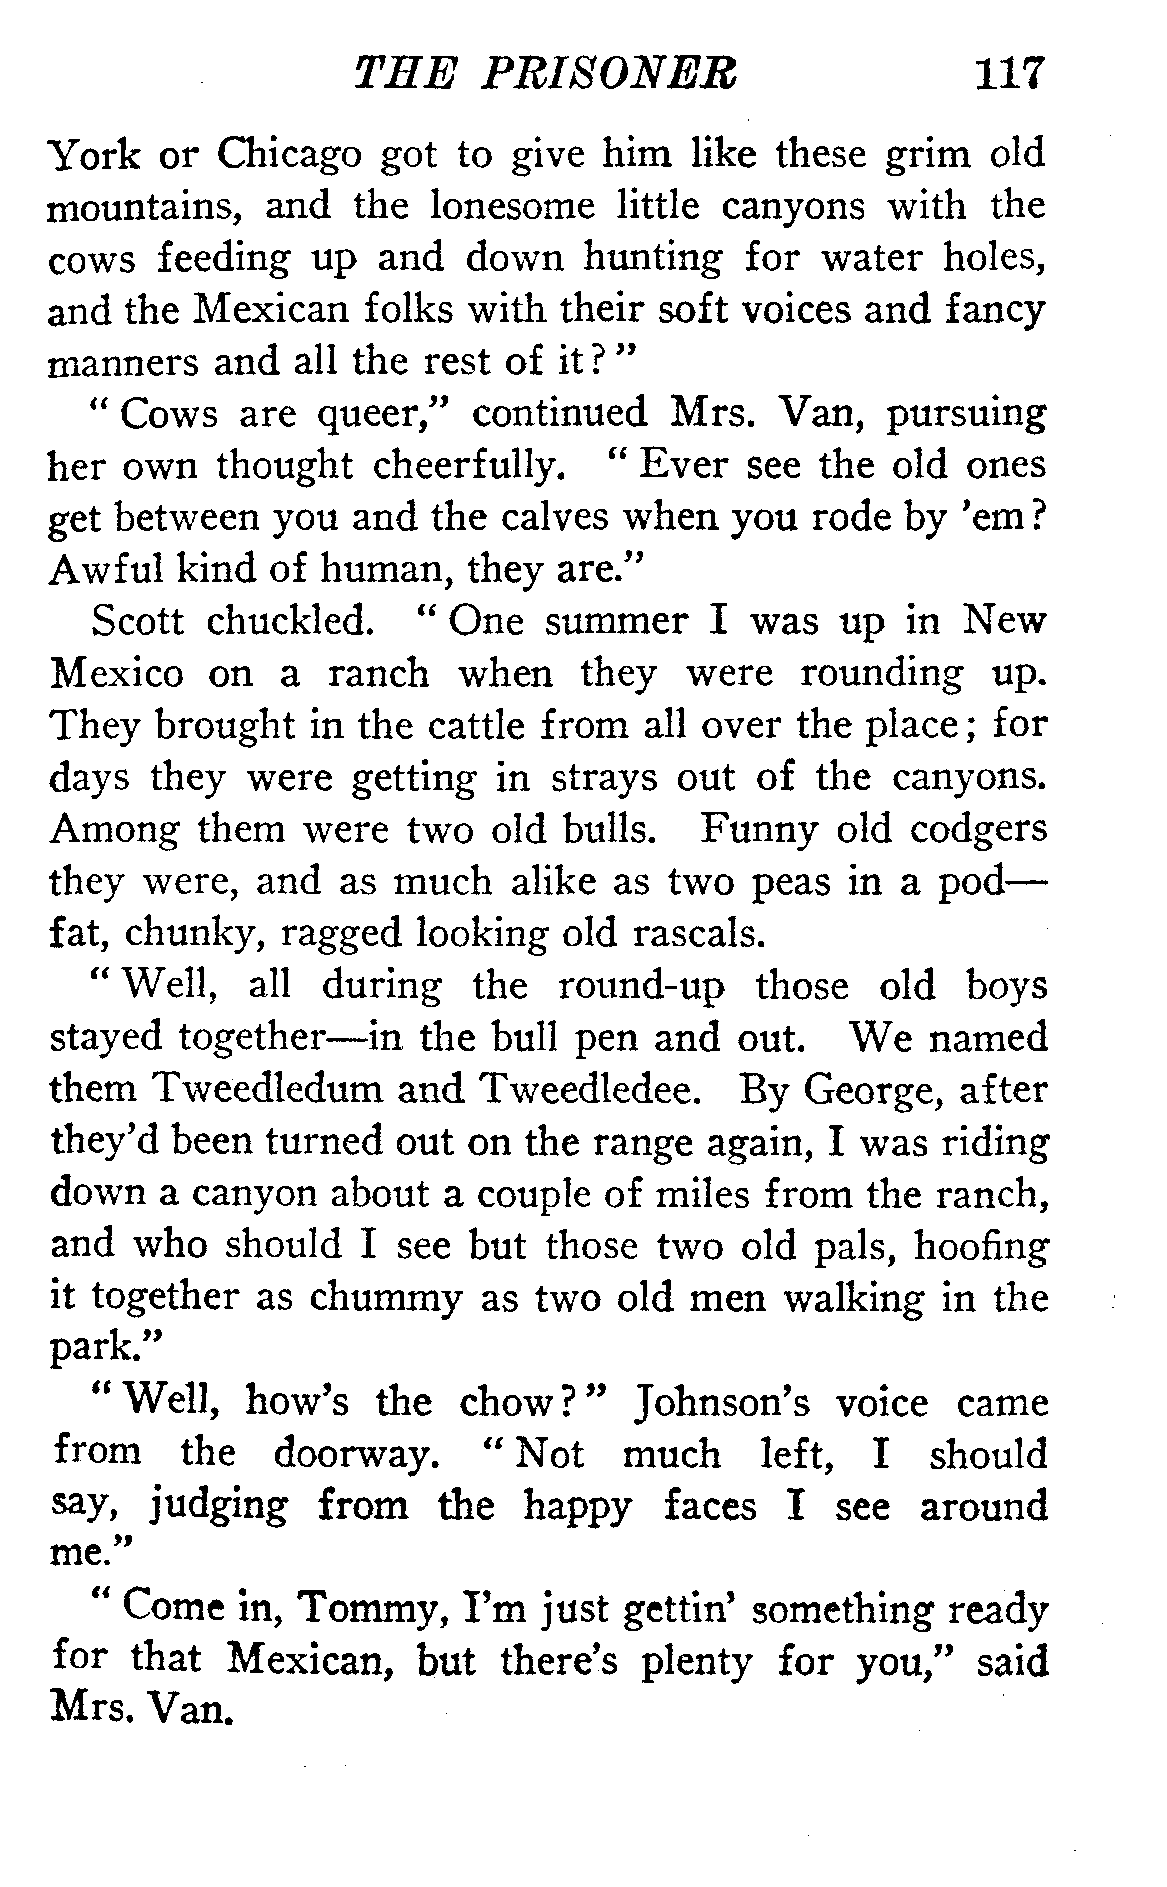 THE PRISONER 117
York or Chicago got to give him like these grim old
mountains, and the lonesome little canyons with the
cows feeding up and down hunting for water holes,
and the Mexican folks with their soft voices and fancy
manners and all the rest of it?"
"Cows are queer," continued Mrs. Van, pursuing
her own thought cheerfully. "Ever see the old ones
get between you and the calves when you rode by 'em?
Awful kind of human, they are."
Scott chuckled. "One summer I was up in New
Mexico on a ranch when they were rounding up.
They brought in the cattle from all over the place; for
days they were getting in strays out of the canyons.
Among them were two old bulls. Funny old codgers
they were, and as much alike as two peas in a pod—
fat, chunky, ragged looking old rascals.
"Well, all during the round-up those old boys
stayed together—in the bull pen and out. We named
them Tweedledum and Tweedledee. By George, after
they'd been turned out on the range again, I was riding
down a canyon about a couple of miles from the ranch,
and who should I see but those two old pals, hoofing
it together as chummy as two old men walking in the
park."
"Well, how's the chow?" Johnson's voice came
from the doorway. "Not much left, I should
say, judging from the happy faces I see around
me."
"Come in, Tommy, I'm just gettin' something ready
for that Mexican, but there's plenty for you," said
Mrs. Van.